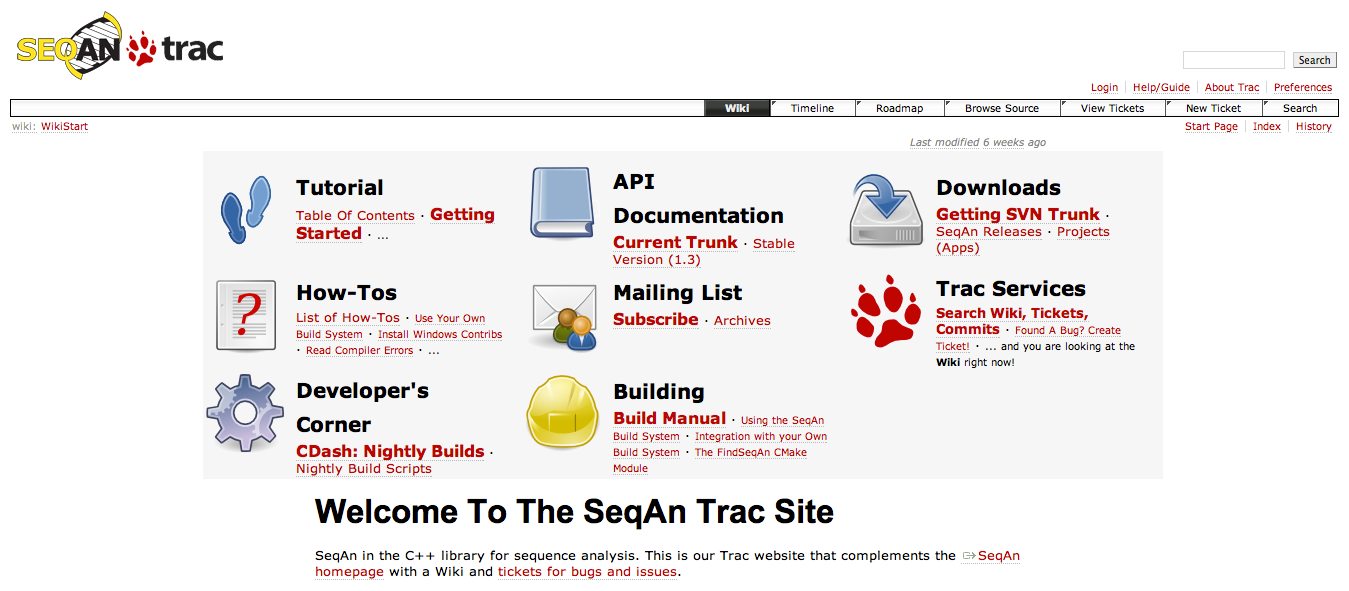 SEQAN trac
Search
Login Help/Guide About Trac Preferences
Wiki Timeline Roadmap Browse Source View Tickets New Ticket Search
wiki: WikiStart
Start Page Index History
Last modified 6 weeks ago
Tutorial
Table Of Contents · Getting
Started · ...
API
Documentation
Current Trunk · Stable
Version (1.3)
Downloads
Getting SVN Trunk ·
SeqAn Releases · Projects
(Apps)
?
How-Tos
List of How-Tos · Use Your Own
Build System · Install Windows Contribs
· Read Compiler Errors · ...
Mailing List
Subscribe · Archives
Trac Services
Search Wiki, Tickets,
Commits · Found A Bug? Create
Ticket! · ... and you are looking at the
Wiki right now!
Developer's
Corner
CDash: Nightly Builds ·
Nightly Build Scripts
Building
Build Manual · Using the SeqAn
Build System · Integration with your Own
Build System · The FindSeqAn CMake
Module
Welcome To The SeqAn Trac Site
SeqAn in the C++ library for sequence analysis. This is our Trac website that complements the SeqAn
homepage with a Wiki and tickets for bugs and issues.